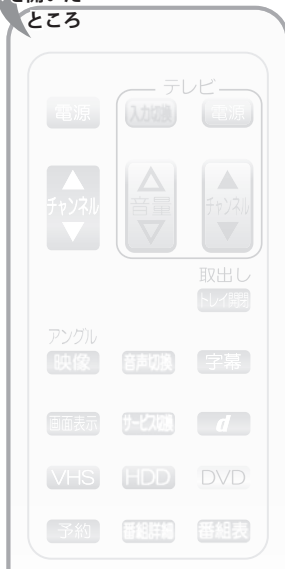 ところ
テレビ
電源 入力切換 電源
チャンネル 音量 チャンネル
取出し
トレイ開閉
アングル
映像 音声切換 字幕
画面表示 サービス切換 d
VHS HDD DVD
予約 番組詳細 番組表